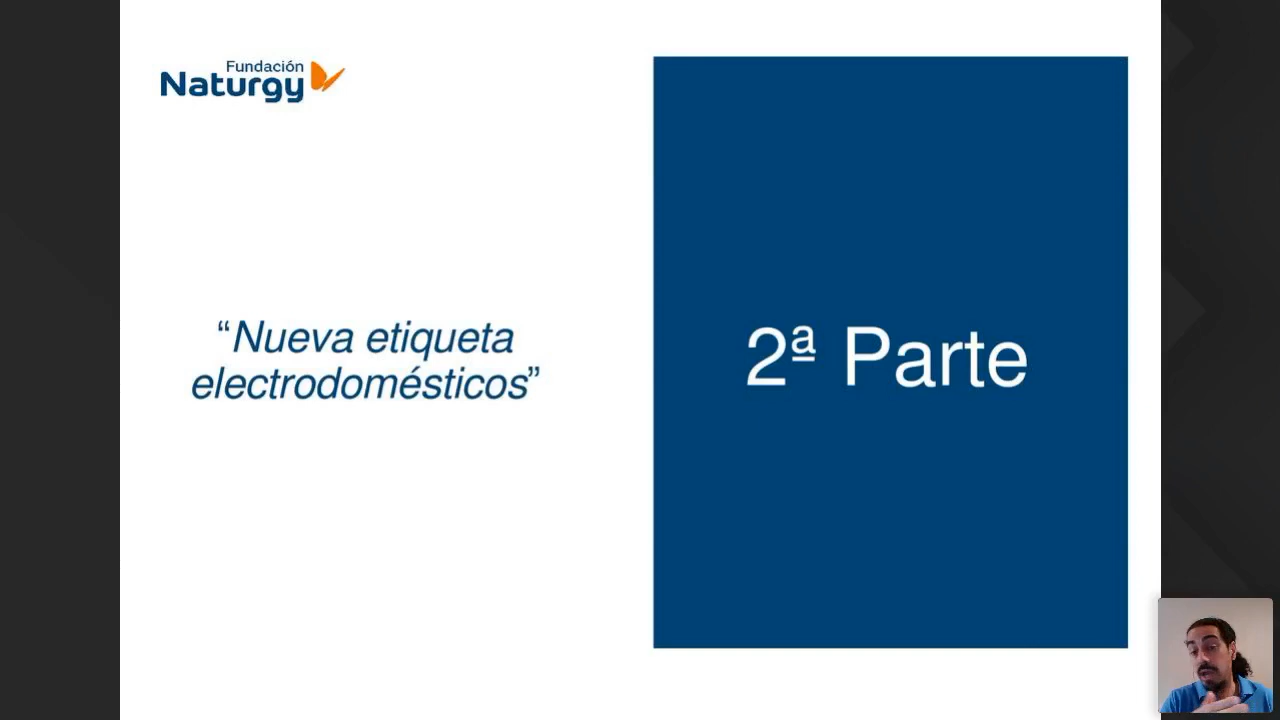 Fundación
Naturgy
“Nueva etiqueta
electrodomésticos”
2ª Parte